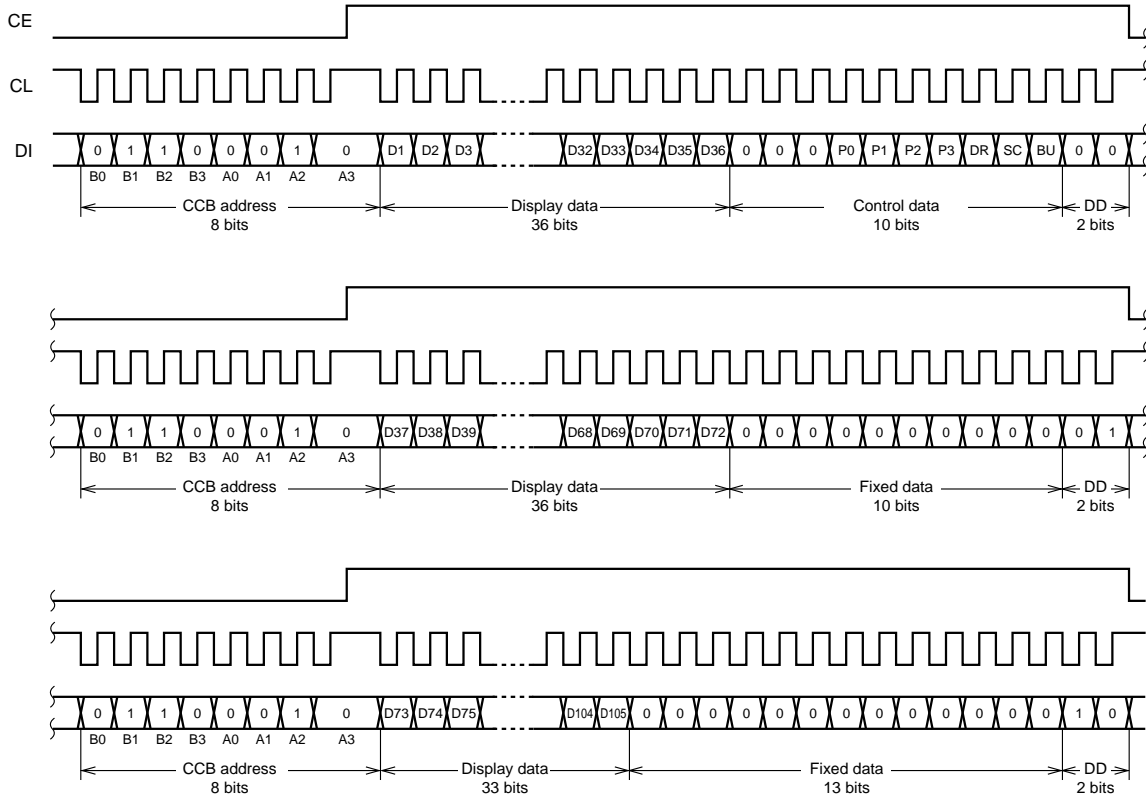 CE
CL
DI 0 1 1 0 0 0 1 0 D1 D2 D3 D32 D33 D34 D35 D36 0 0 0 P0 P1 P2 P3 DR SC BU 0 0
B0 B1 B2 B3 A0 A1 A2 A3
CCB address Display data Control data DD
8 bits 36 bits 10 bits 2 bits
0 1 1 0 0 0 1 0 D37 D38 D39 D68 D69 D70 D71 D72 0 0 0 0 0 0 0 0 0 0 0 1
B0 B1 B2 B3 A0 A1 A2 A3
CCB address Display data Fixed data DD
8 bits 36 bits 10 bits 2 bits
0 1 1 0 0 0 1 0 D73 D74 D75 D104 D105 0 0 0 0 0 0 0 0 0 0 0 0 0 1 0
B0 B1 B2 B3 A0 A1 A2 A3
CCB address Display data Fixed data DD
8 bits 33 bits 13 bits 2 bits